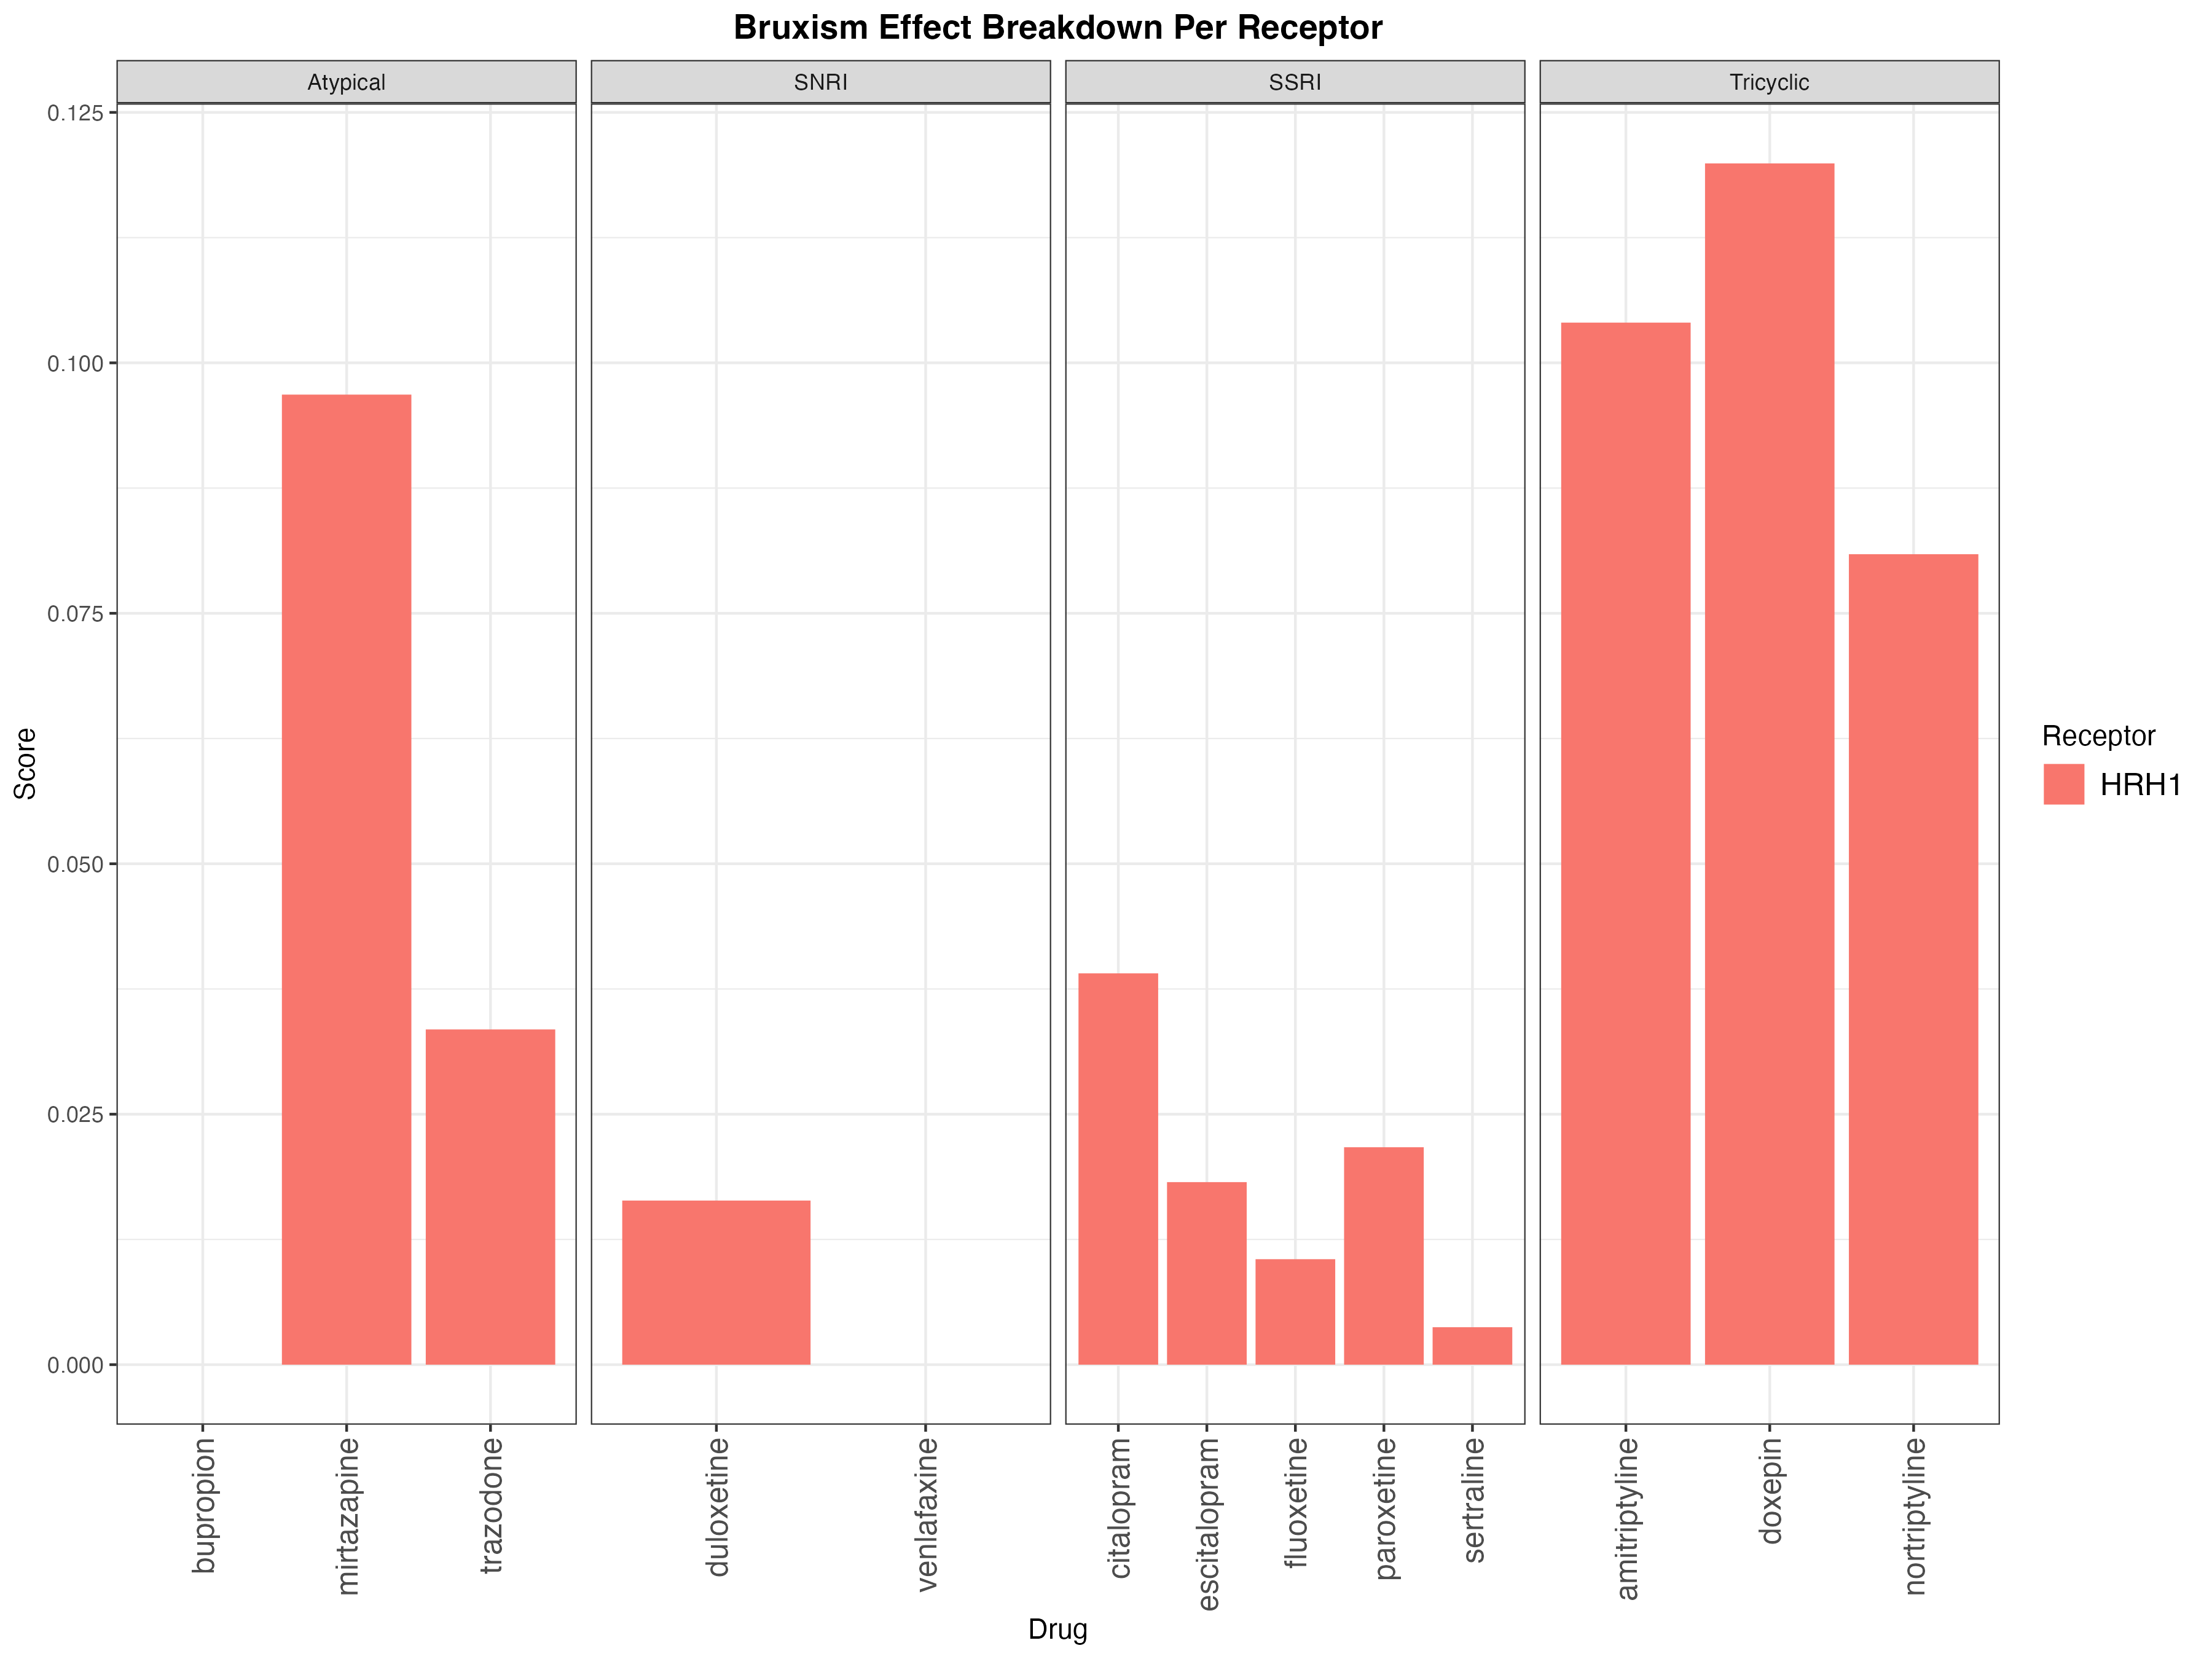 Bruxism Effect Breakdown Per Receptor
Atypical
SNRI
SSRI
Tricyclic
0.125
0.100
0.075
0.050
0.025
0.000
Score
bupropion
mirtazapine
trazodone
duloxetine
venlafaxine
citalopram
escitalopram
fluoxetine
paroxetine
sertraline
amitriptyline
doxepin
nortriptyline
Drug
Receptor
HRH1